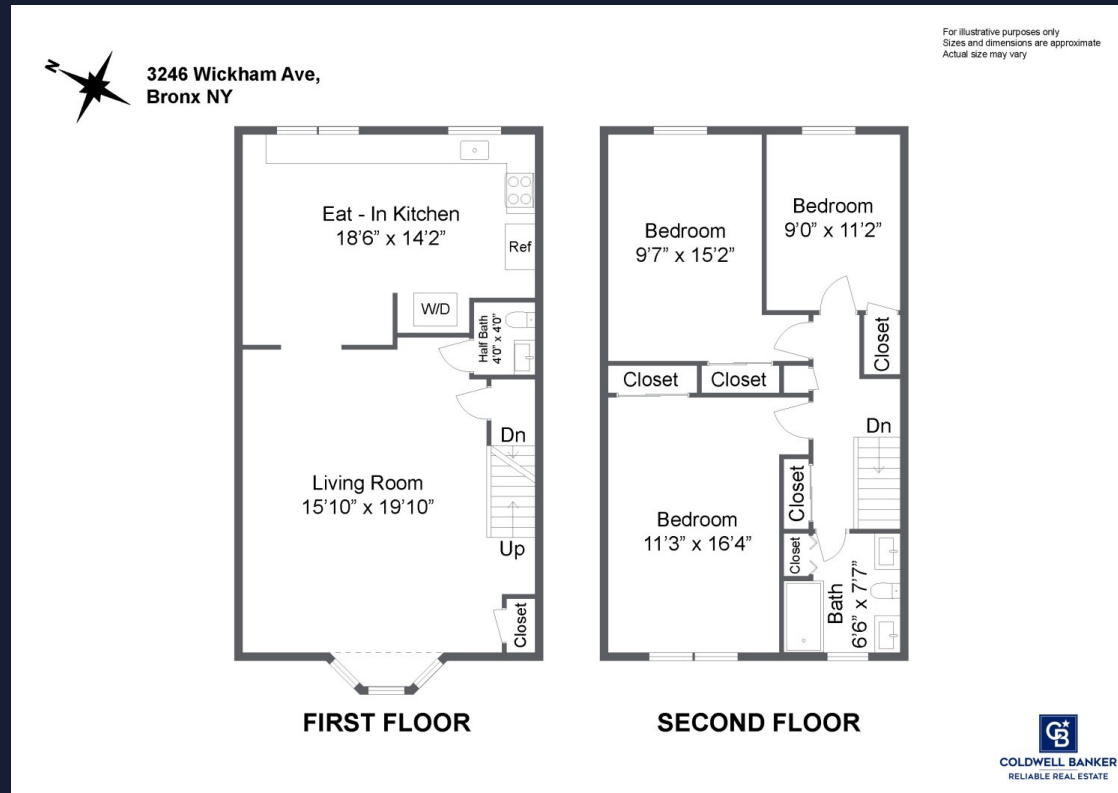 For illustrative purposes only
Sizes and dimensions are approximate
Actual size may vary
N
3246 Wickham Ave,
Bronx NY
Eat - In Kitchen
18'6” x 14'2”
Ref
W/D
Half Bath
4'0” x 4'0”
Dn
Living Room
15'10” x 19'10”
Up
Closet
FIRST FLOOR
Bedroom
9'7” x 15'2”
Bedroom
9'0” x 11'2”
Closet
Closet
Closet
Dn
Closet
Bedroom
11'3” x 16'4”
Closet
Bath
6'6” x 7'7”
SECOND FLOOR
CB
COLDWELL BANKER
RELIABLE REAL ESTATE